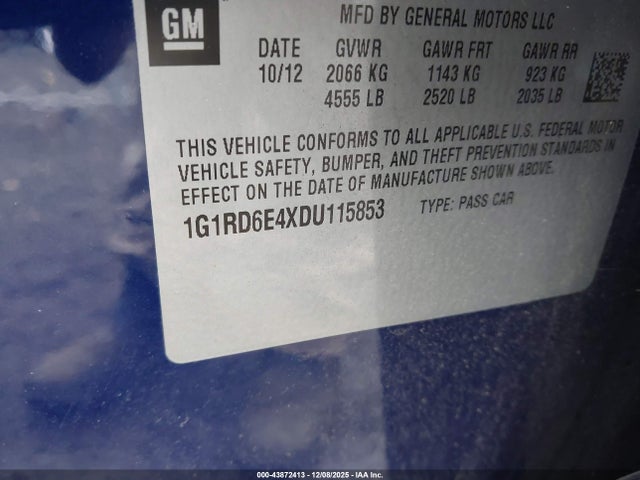 GM
MFD BY GENERAL MOTORS LLC
DATE GVWR GAWR FRT GAWR RR
10/12 2066 KG 1143 KG 923 KG
4555 LB 2520 LB 2035 LB
THIS VEHICLE CONFORMS TO ALL APPLICABLE U.S. FEDERAL MOTOR
VEHICLE SAFETY, BUMPER, AND THEFT PREVENTION STANDARDS IN
EFFECT ON THE DATE OF MANUFACTURE SHOWN ABOVE.
1G1RD6E4XDU115853 TYPE: PASS CAR
000-43872413 - 12/08/2025 - IAA Inc.